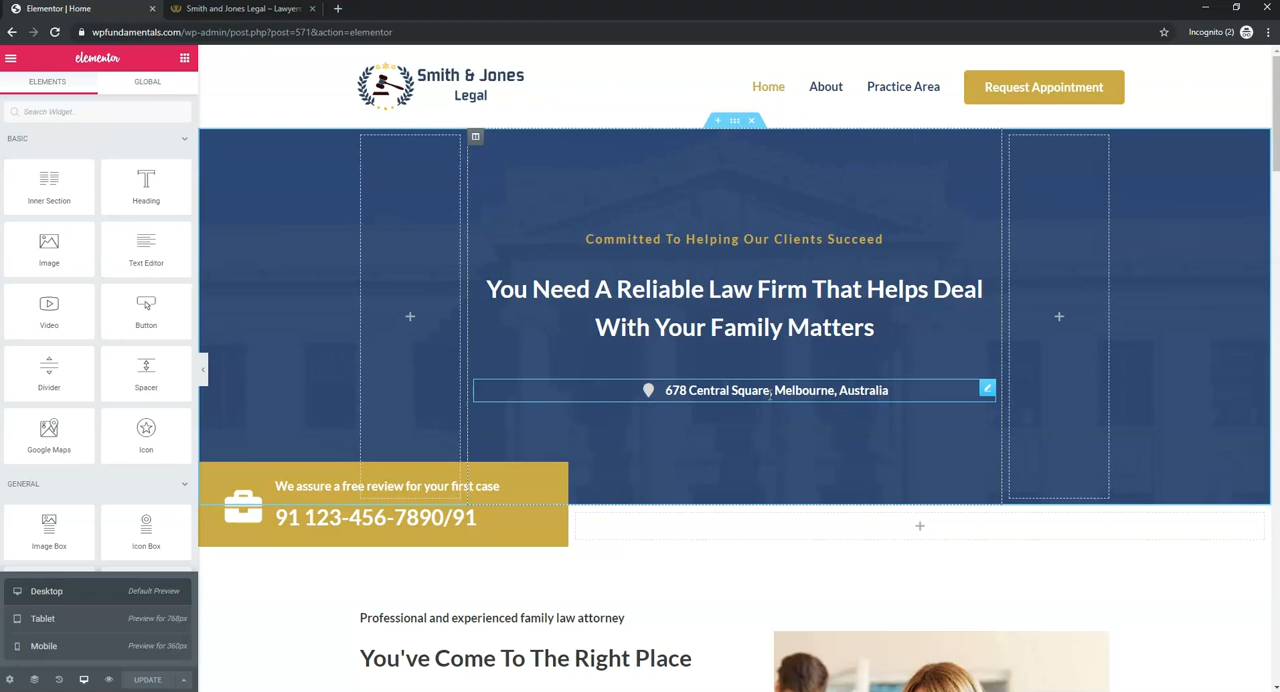 Elementor | Home
Smith and Jones Legal – Lawyers
wpfundamentals.com/wp-admin/post.php?post=571&action=elementor
Incognito (2)
elementor
ELEMENTS
GLOBAL
Search Widget...
BASIC
Inner Section
Heading
Image
Text Editor
Video
Button
Divider
Spacer
Google Maps
Icon
GENERAL
Image Box
Icon Box
Desktop
Default Preview
Tablet
Preview for 768px
Mobile
Preview for 360px
UPDATE
Smith & Jones
Legal
Home
About
Practice Area
Request Appointment
Committed To Helping Our Clients Succeed
You Need A Reliable Law Firm That Helps Deal
With Your Family Matters
678 Central Square, Melbourne, Australia
We assure a free review for your first case
91 123-456-7890/91
Professional and experienced family law attorney
You've Come To The Right Place